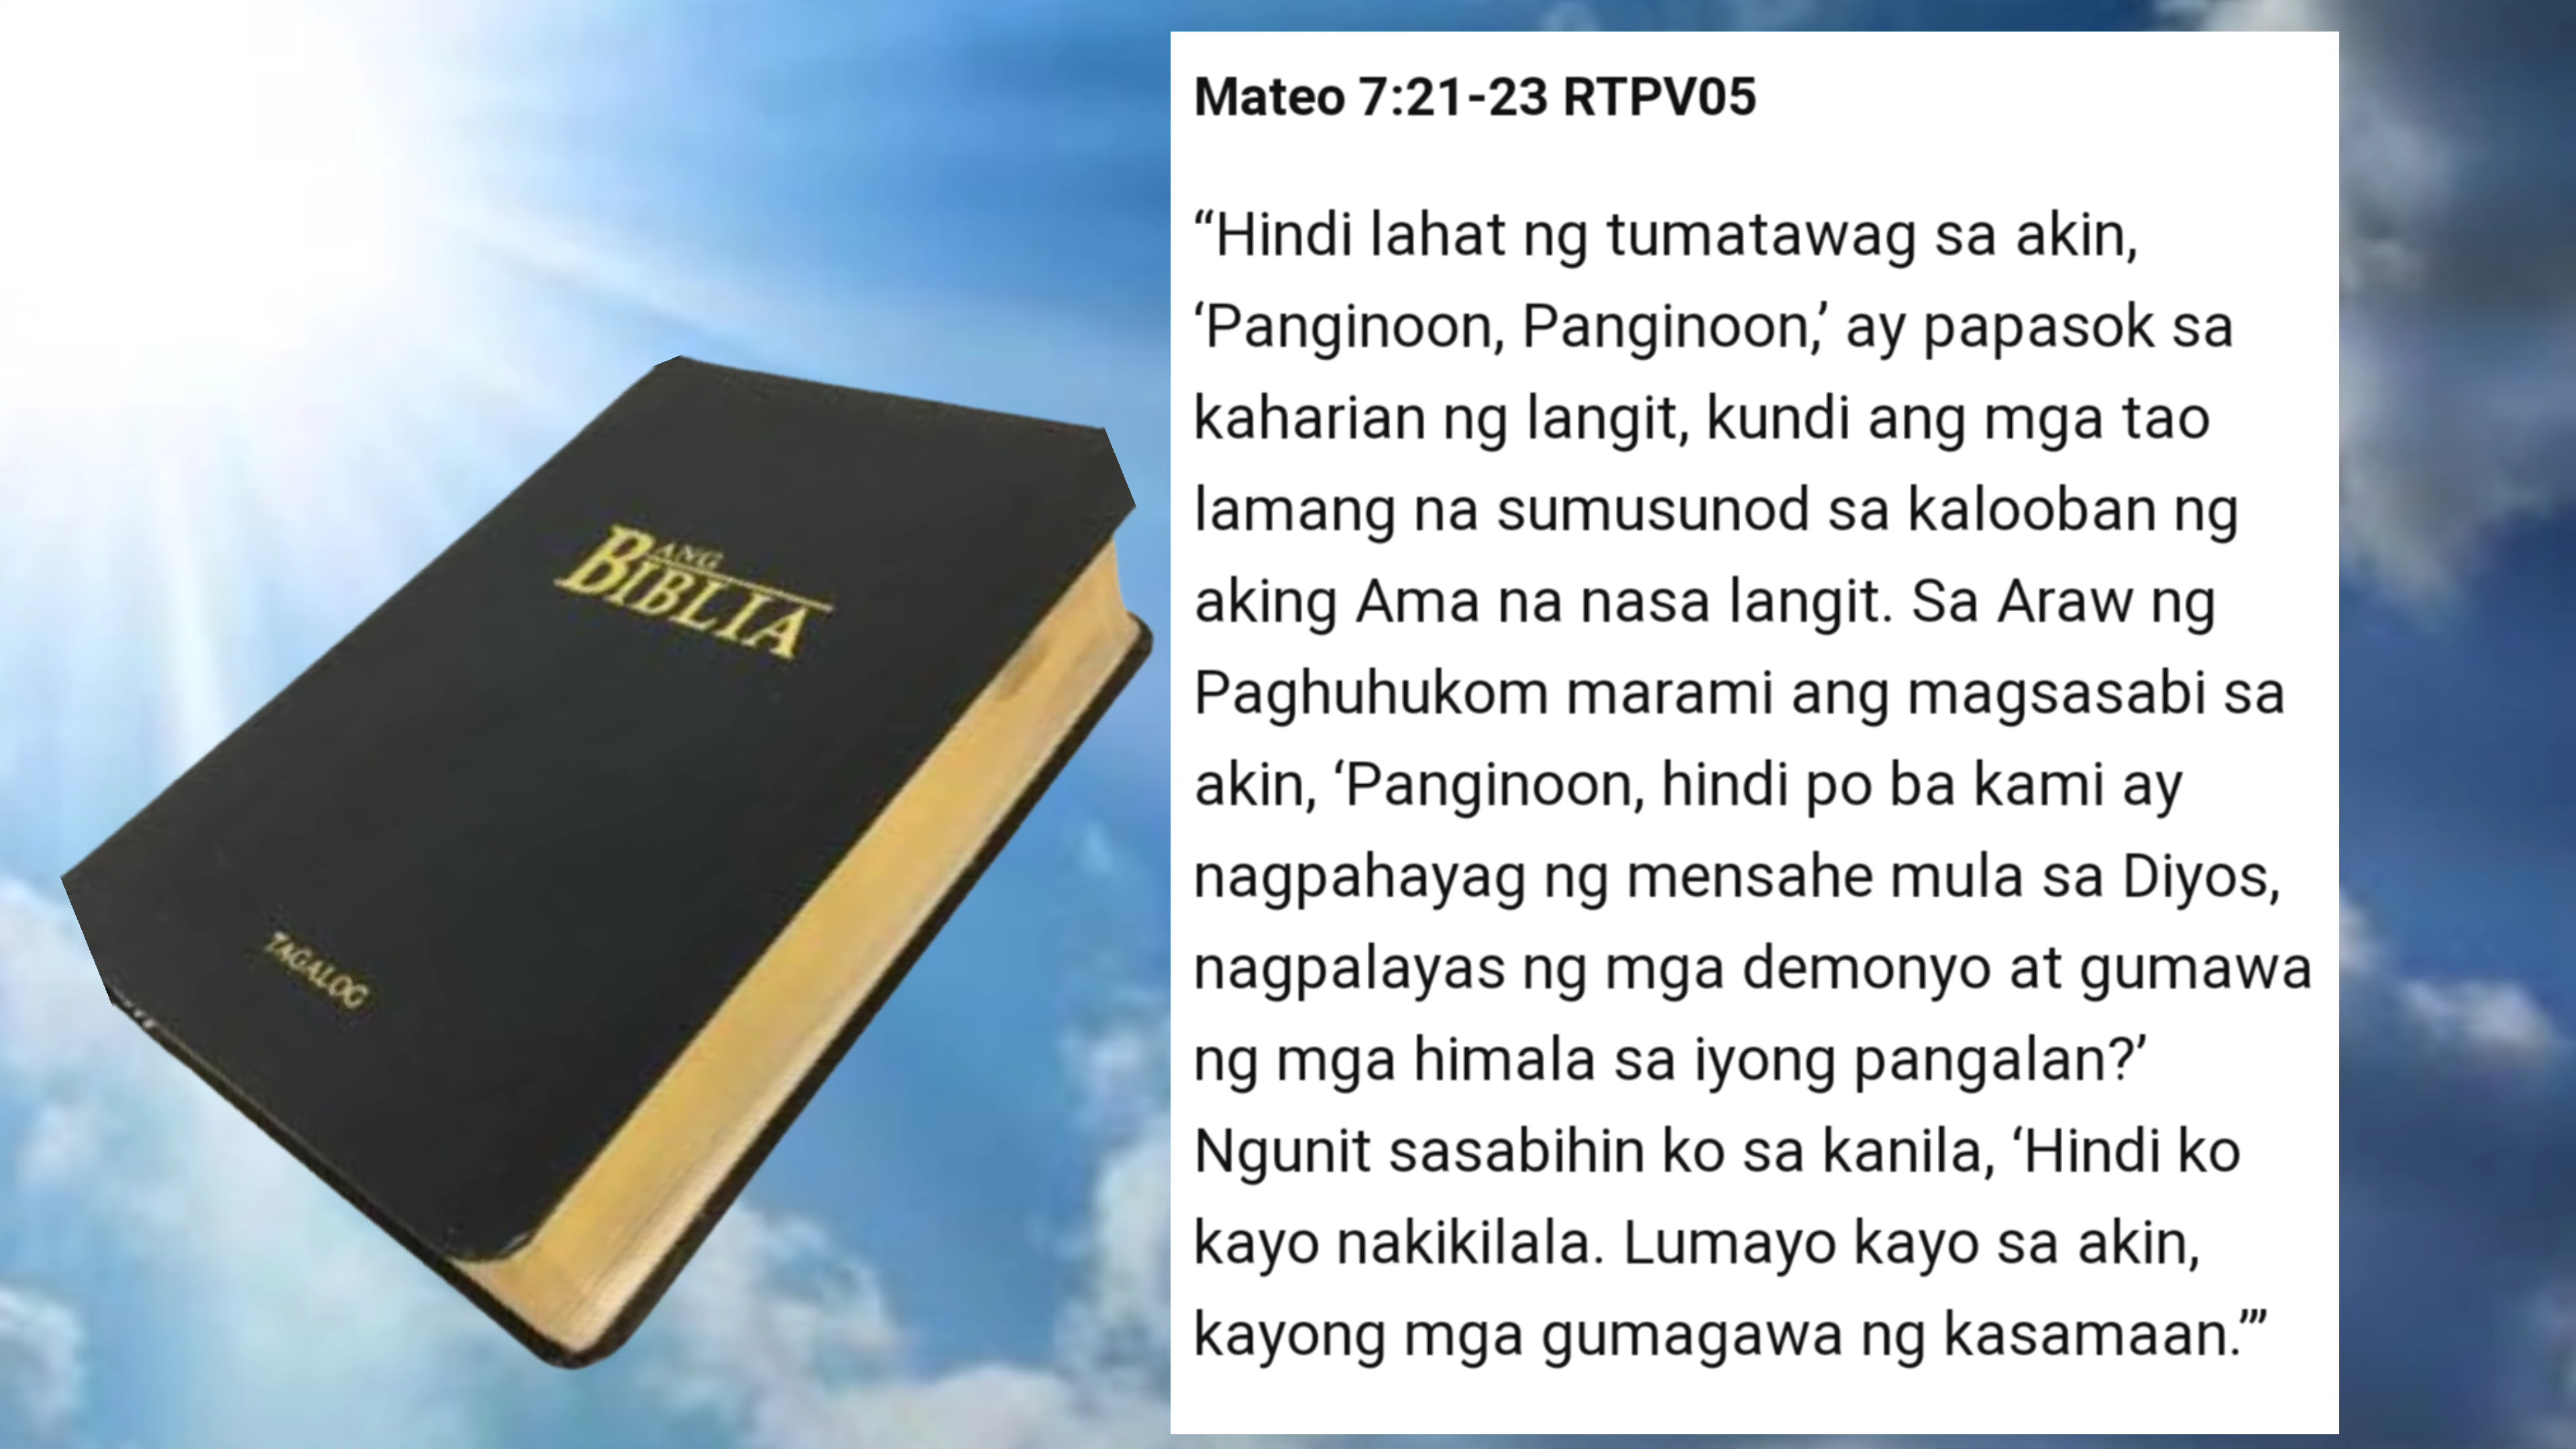 ANG
BIBLIA
TAGALOG
Mateo 7:21-23 RTPV05
“Hindi lahat ng tumatawag sa akin,
‘Panginoon, Panginoon,’ ay papasok sa
kaharian ng langit, kundi ang mga tao
lamang na sumusunod sa kalooban ng
aking Ama na nasa langit. Sa Araw ng
Paghuhukom marami ang magsasabi sa
akin, ‘Panginoon, hindi po ba kami ay
nagpahayag ng mensahe mula sa Diyos,
nagpalayas ng mga demonyo at gumawa
ng mga himala sa iyong pangalan?’
Ngunit sasabihin ko sa kanila, ‘Hindi ko
kayo nakikilala. Lumayo kayo sa akin,
kayong mga gumagawa ng kasamaan.’”